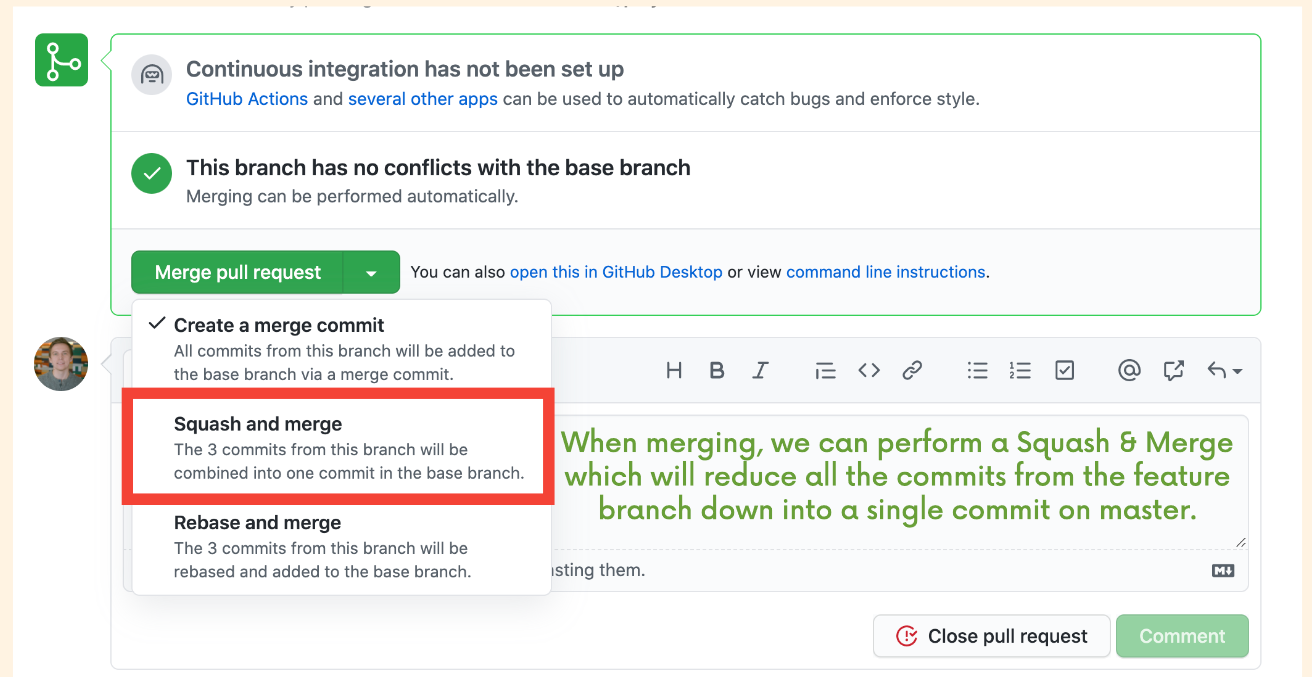 Continuous integration has not been set up
GitHub Actions and several other apps can be used to automatically catch bugs and enforce style.
This branch has no conflicts with the base branch
Merging can be performed automatically.
Merge pull request
You can also open this in GitHub Desktop or view command line instructions.
Create a merge commit
All commits from this branch will be added to
the base branch via a merge commit.
Squash and merge
The 3 commits from this branch will be
combined into one commit in the base branch.
Rebase and merge
The 3 commits from this branch will be
rebased and added to the base branch.
H B I
When merging, we can perform a Squash & Merge
which will reduce all the commits from the feature
branch down into a single commit on master.
them.
M
Close pull request
Comment